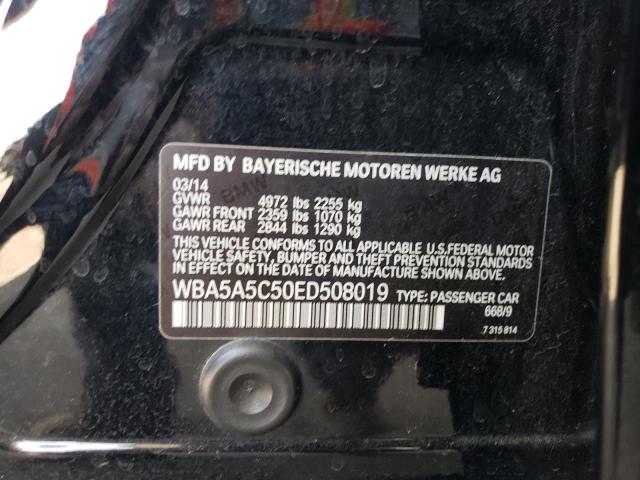 MFD BY BAYERISCHE MOTOREN WERKE AG
03/14
GVWR 4972 lbs 2255 kg
GAWR FRONT 2359 lbs 1070 kg
GAWR REAR 2844 lbs 1290 kg
THIS VEHICLE CONFORMS TO ALL APPLICABLE U.S.FEDERAL MOTOR
VEHICLE SAFETY, BUMPER AND THEFT PREVENTION STANDARDS
IN EFFECT ON THE DATE OF MANUFACTURE SHOWN ABOVE.
WBA5A5C50ED508019 TYPE: PASSENGER CAR
668/9
7 315 814